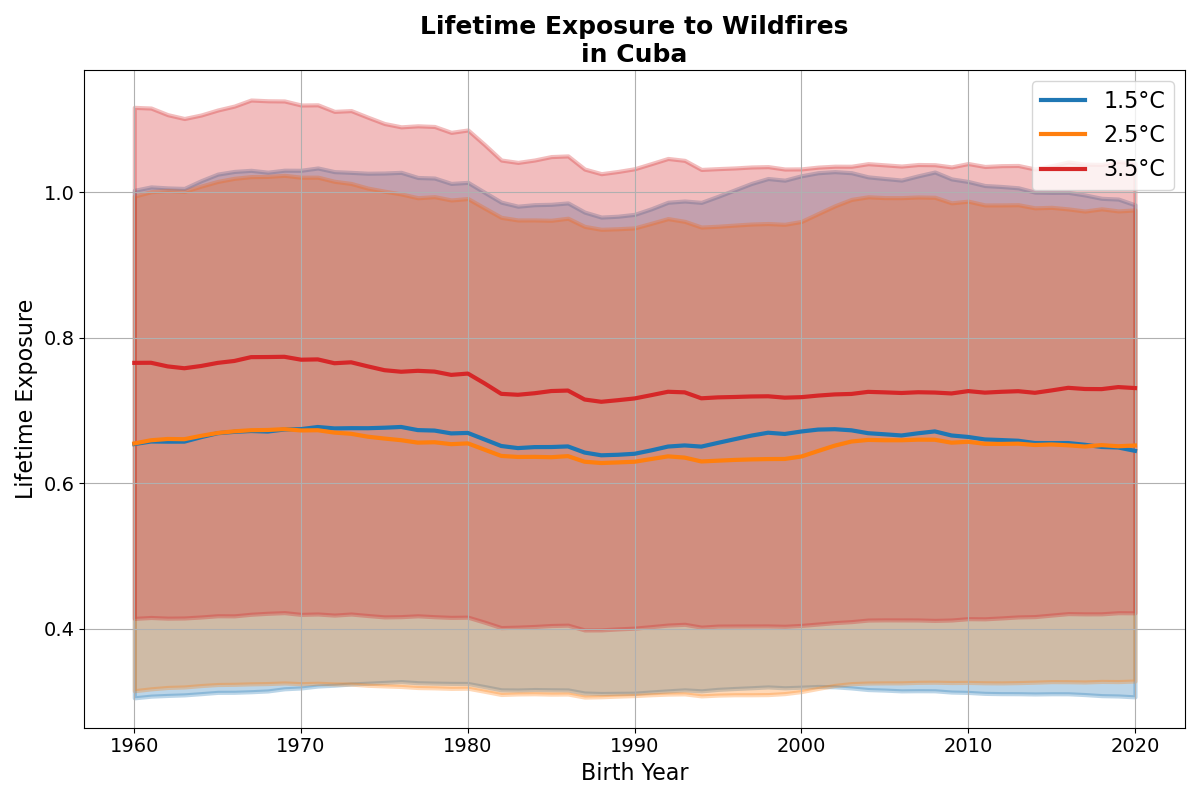 Lifetime Exposure to Wildfires
in Cuba
1.5°C
2.5°C
3.5°C
Lifetime Exposure
1.0
0.8
0.6
0.4
1960 1970 1980 1990 2000 2010 2020
Birth Year